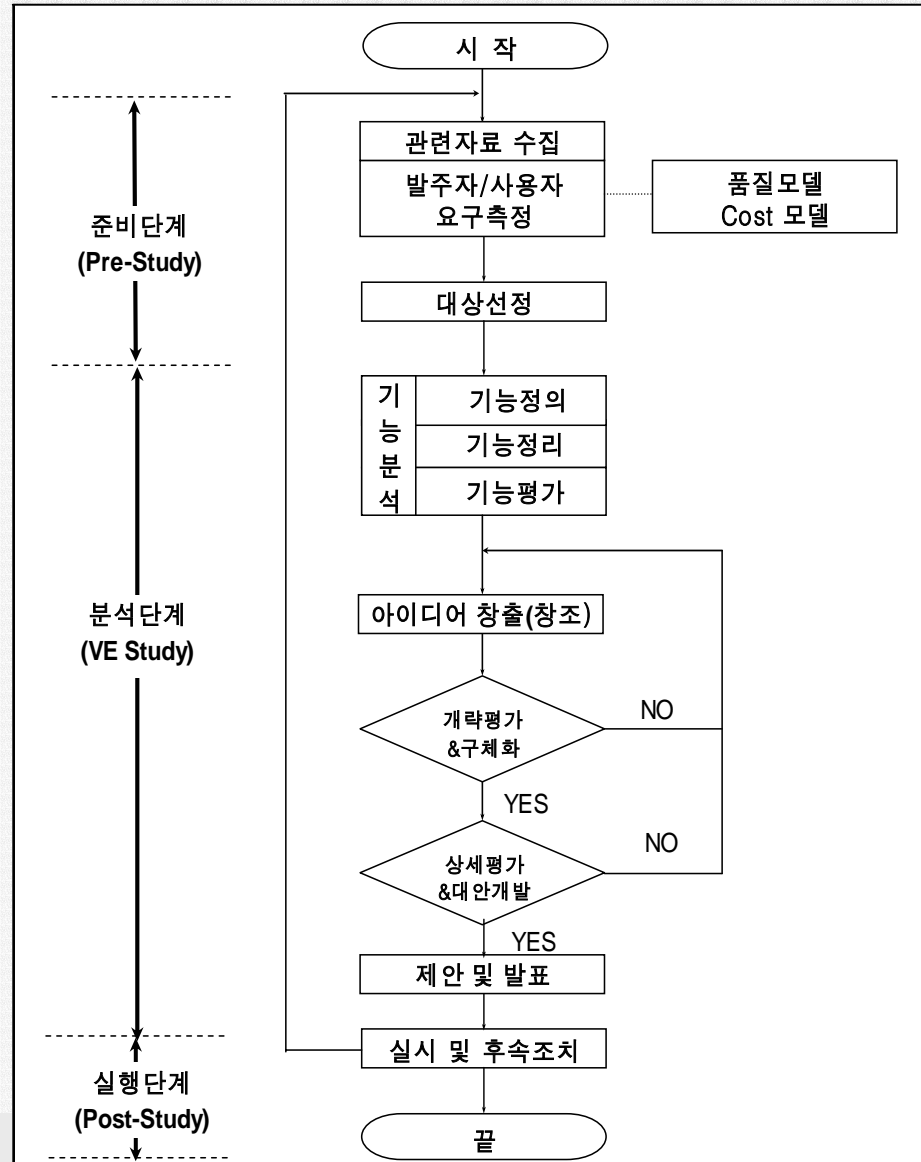 시 작
관련자료 수집
발주자/사용자
요구측정
품질모델
Cost 모델
준비단계
(Pre-Study)
대상선정
기
능
분
석
기능정의
기능정리
기능평가
아이디어 창출(창조)
분석단계
(VE Study)
개략평가
&구체화
NO
YES
상세평가
&대안개발
NO
YES
제안 및 발표
실시 및 후속조치
실행단계
(Post-Study)
끝